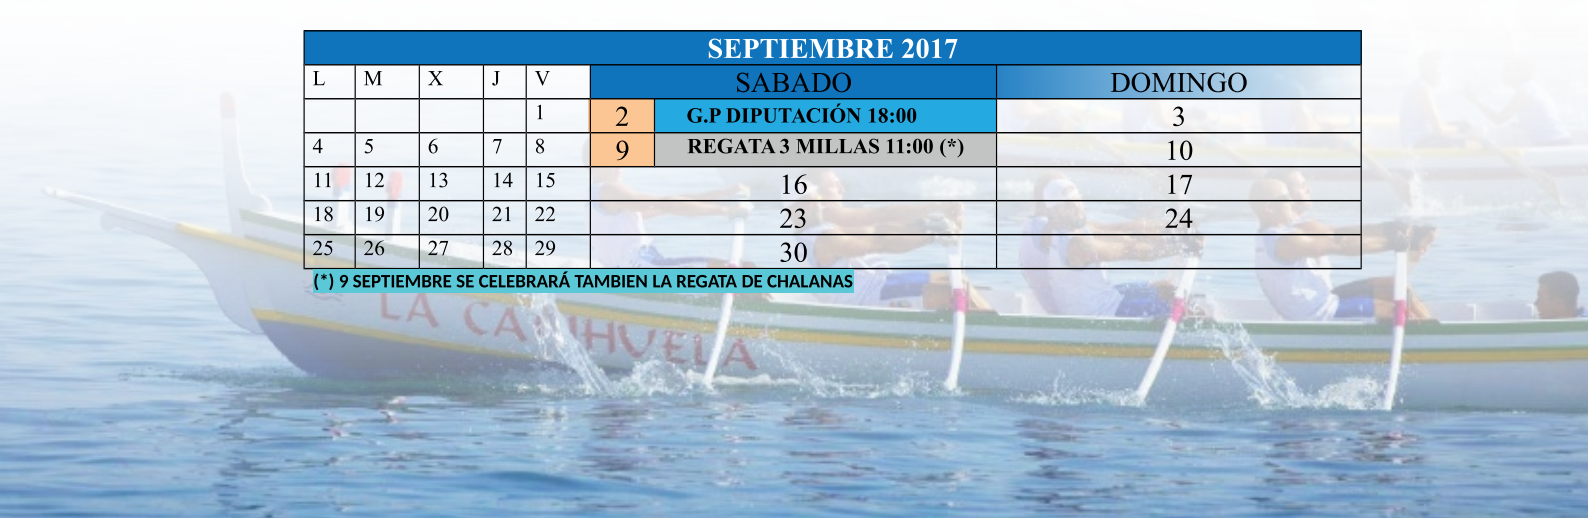 SEPTIEMBRE 2017
L M X J V SABADO DOMINGO
1 2 G.P DIPUTACIÓN 18:00 3
4 5 6 7 8 9 REGATA 3 MILLAS 11:00 (*) 10
11 12 13 14 15 16 17
18 19 20 21 22 23 24
25 26 27 28 29 30
(*) 9 SEPTIEMBRE SE CELEBRARÁ TAMBIEN LA REGATA DE CHALANAS
LA CARIHUELA